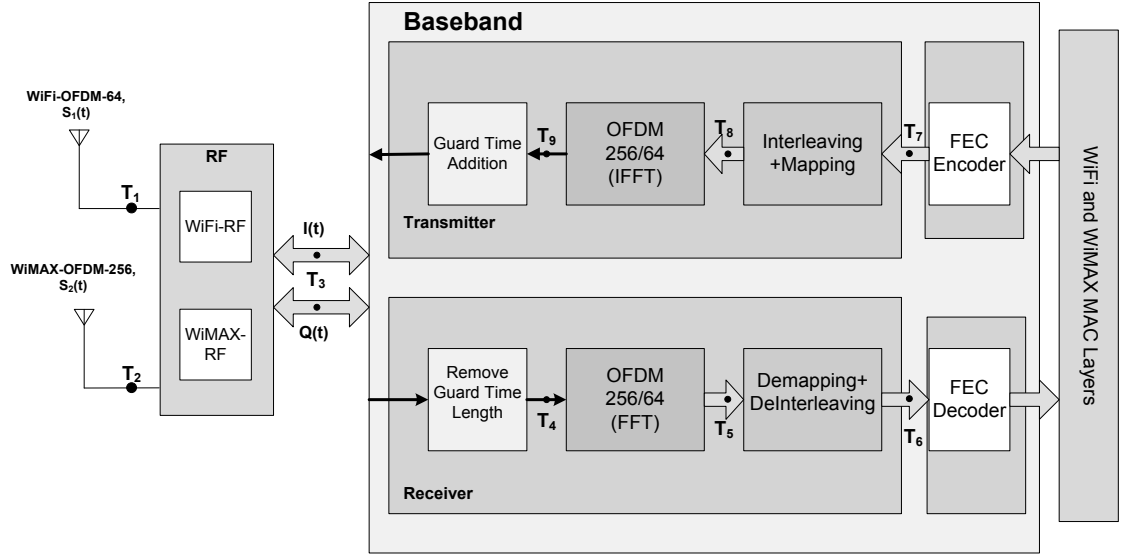 Baseband
WiFi-OFDM-64,
S1(t)
T1
RF
WiFi-RF
WiMAX-OFDM-256,
S2(t)
T2
WiMAX-
RF
I(t)
T3
Q(t)
Guard Time
Addition
T9
OFDM
256/64
(IFFT)
T8
Interleaving
+Mapping
T7
FEC
Encoder
Transmitter
Remove
Guard Time
Length
T4
OFDM
256/64
(FFT)
T5
Demapping+
DeInterleaving
T6
FEC
Decoder
Receiver
WiFi and WiMAX MAC Layers